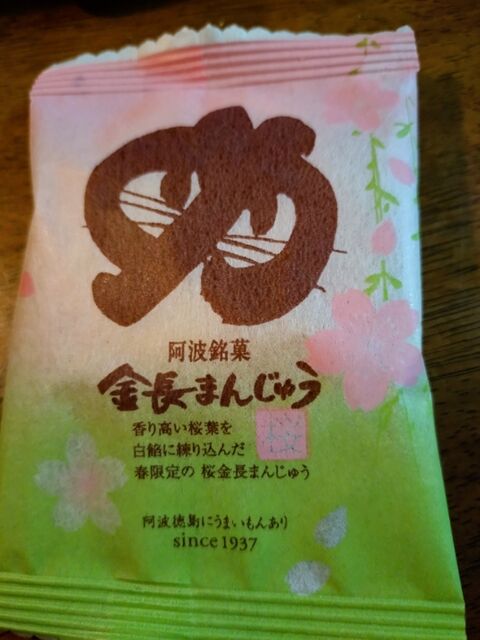 阿波銘菓
金長まんじゅう
香り高い桜葉を
白餡に練り込んだ
春限定の 桜金長まんじゅう
桜
阿波徳島にうまいもんあり
since 1937